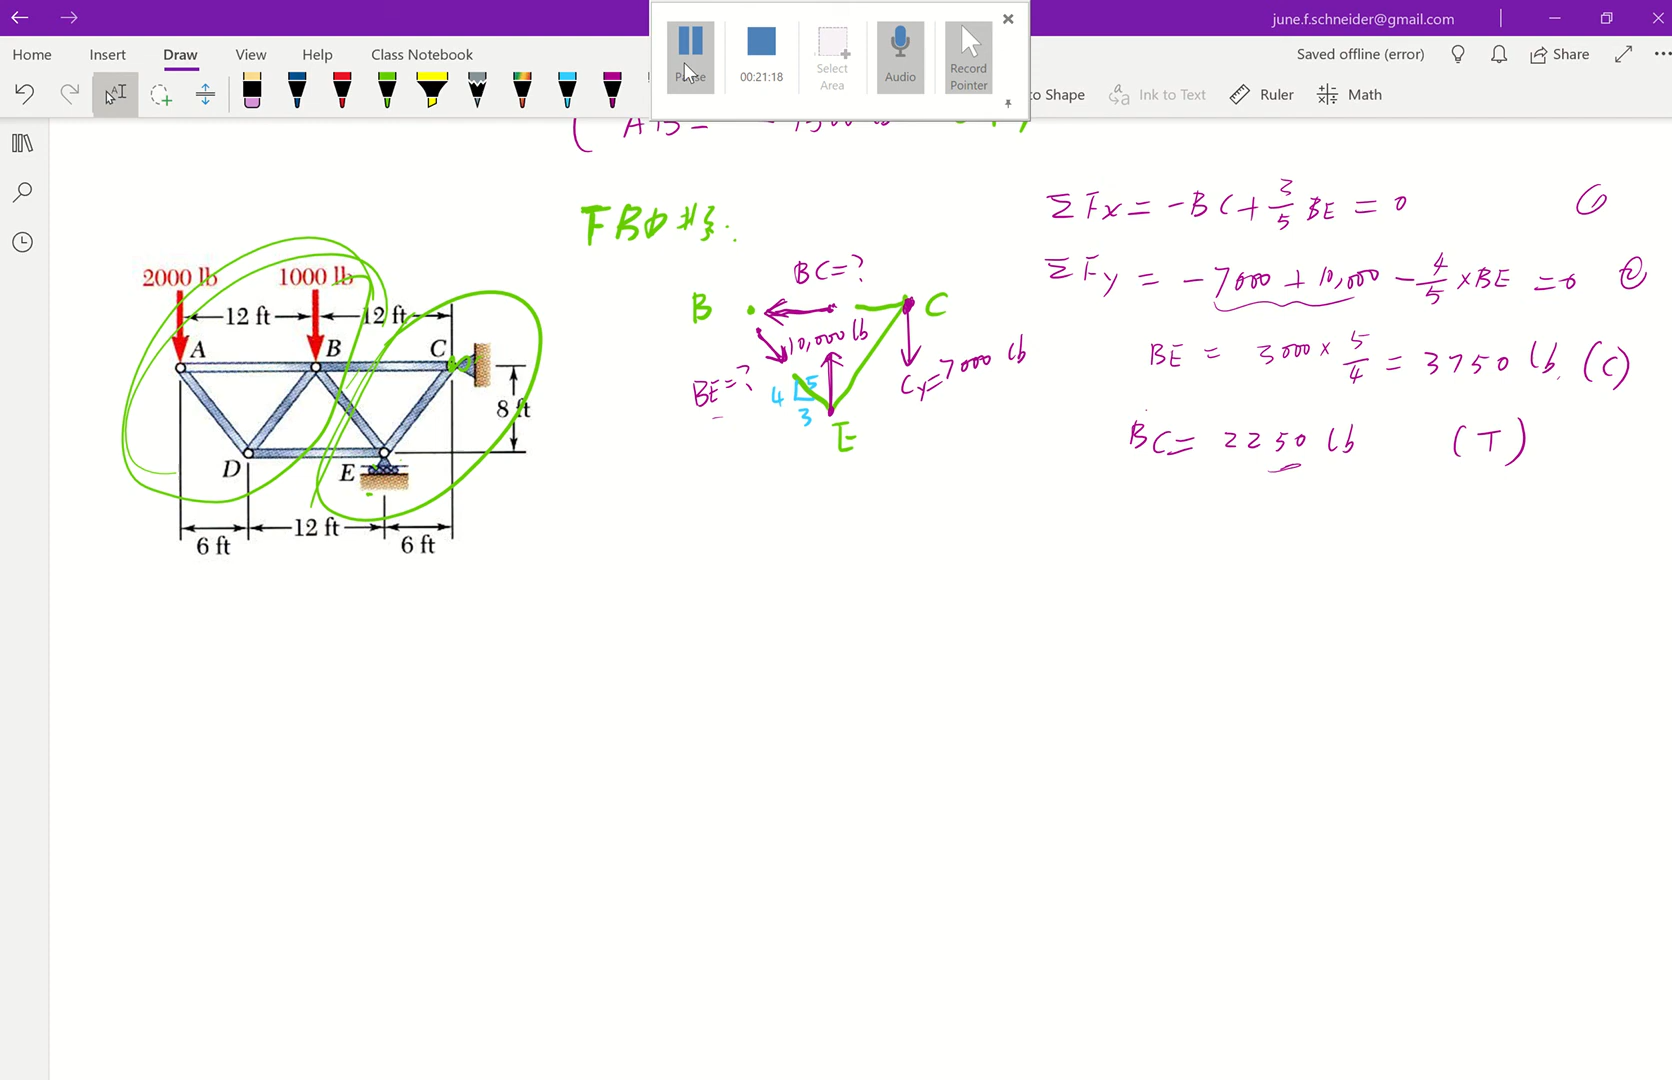 june.f.schneider@gmail.com
Home Insert Draw View Help Class Notebook
Saved offline (error) Share
Pause 00:21:18 Select Area Audio Record Pointer
to Shape Ink to Text Ruler Math
FBD #3.
ΣFx = -BC + 3/5 BE = 0 ①
ΣFy = -7000 + 10,000 - 4/5 × BE = 0 ②
BE = 3000 × 5/4 = 3750 lb. (C)
BC = 2250 lb (T)
BC = ?
B C
10,000 lb
BE = ?
Cy = 7000 lb
4 5
3
E
2000 lb 1000 lb
12 ft 12 ft
A B C
8 ft
D E
12 ft
6 ft 6 ft